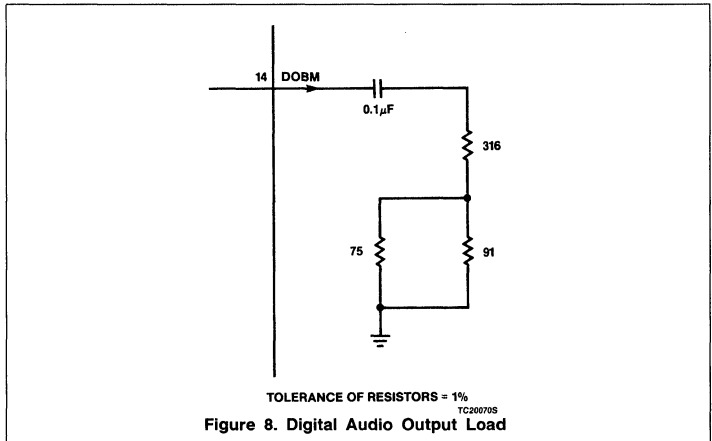 14 DOBM
0.1μF
316
75
91
TOLERANCE OF RESISTORS = 1%
TC20070S
Figure 8. Digital Audio Output Load